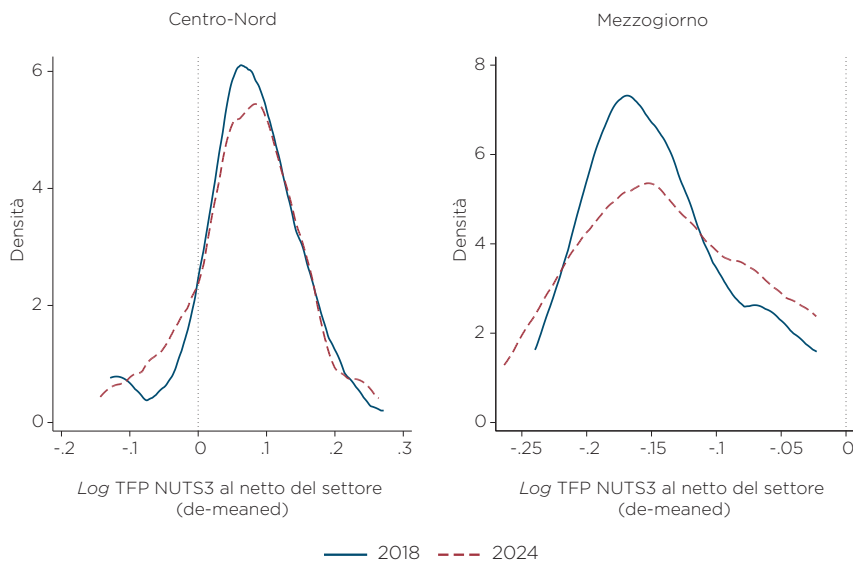 Centro-Nord
Densità
6
4
2
0
-.2 -.1 0 .1 .2 .3
Log TFP NUTS3 al netto del settore
(de-meaned)
Mezzogiorno
Densità
8
6
4
2
0
-.25 -.2 -.15 -.1 -.05 0
Log TFP NUTS3 al netto del settore
(de-meaned)
2018 2024